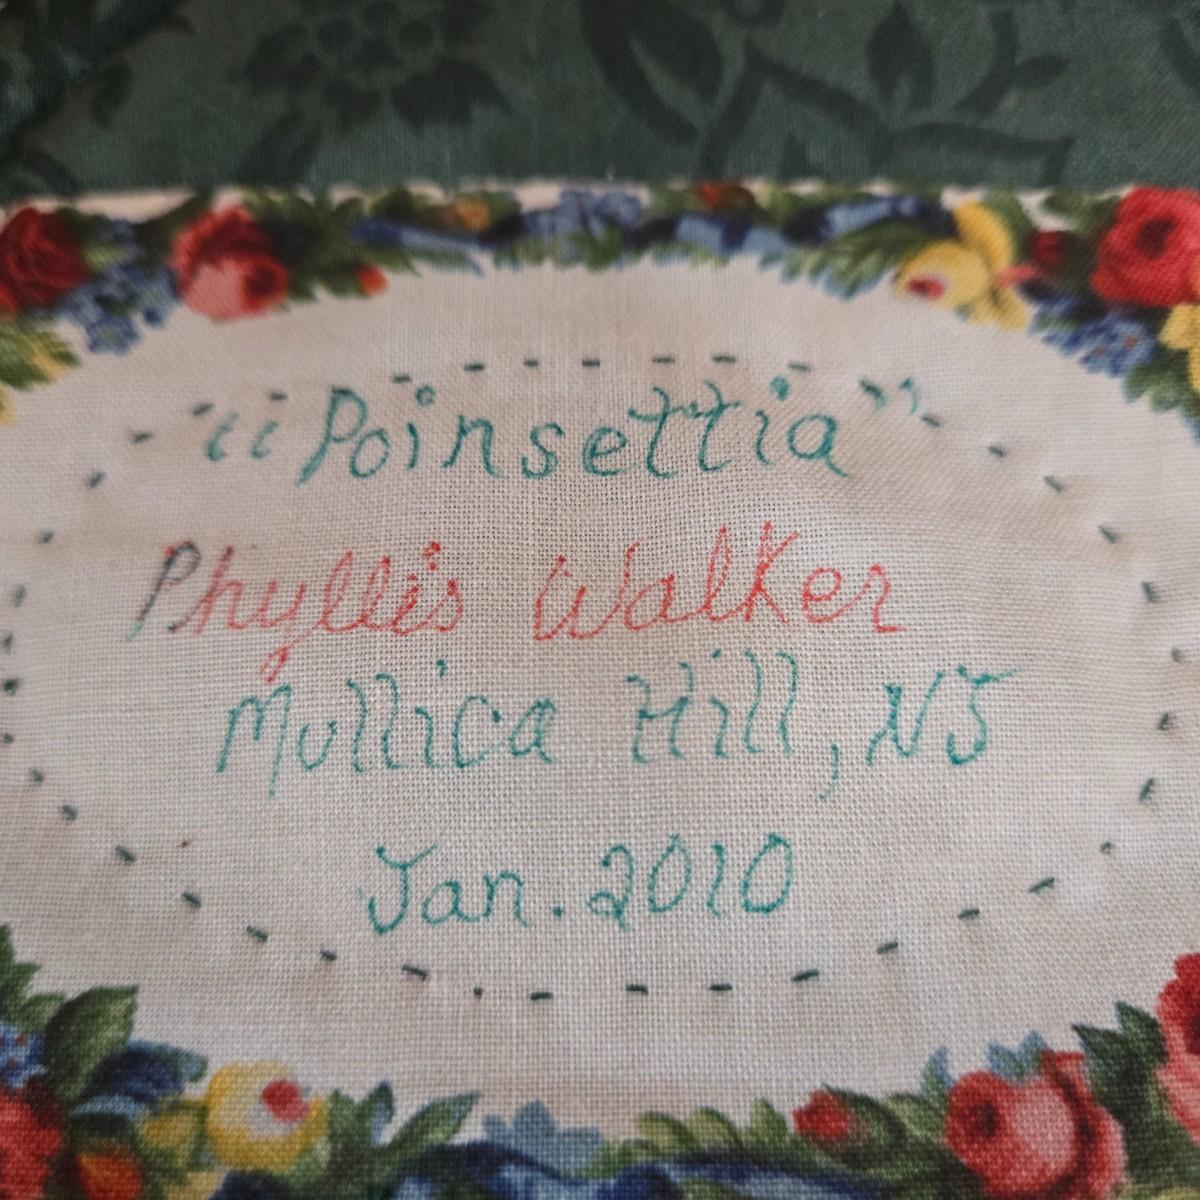 “Poinsettia”
Phyllis Walker
Mullica Hill, NJ
Jan. 2010